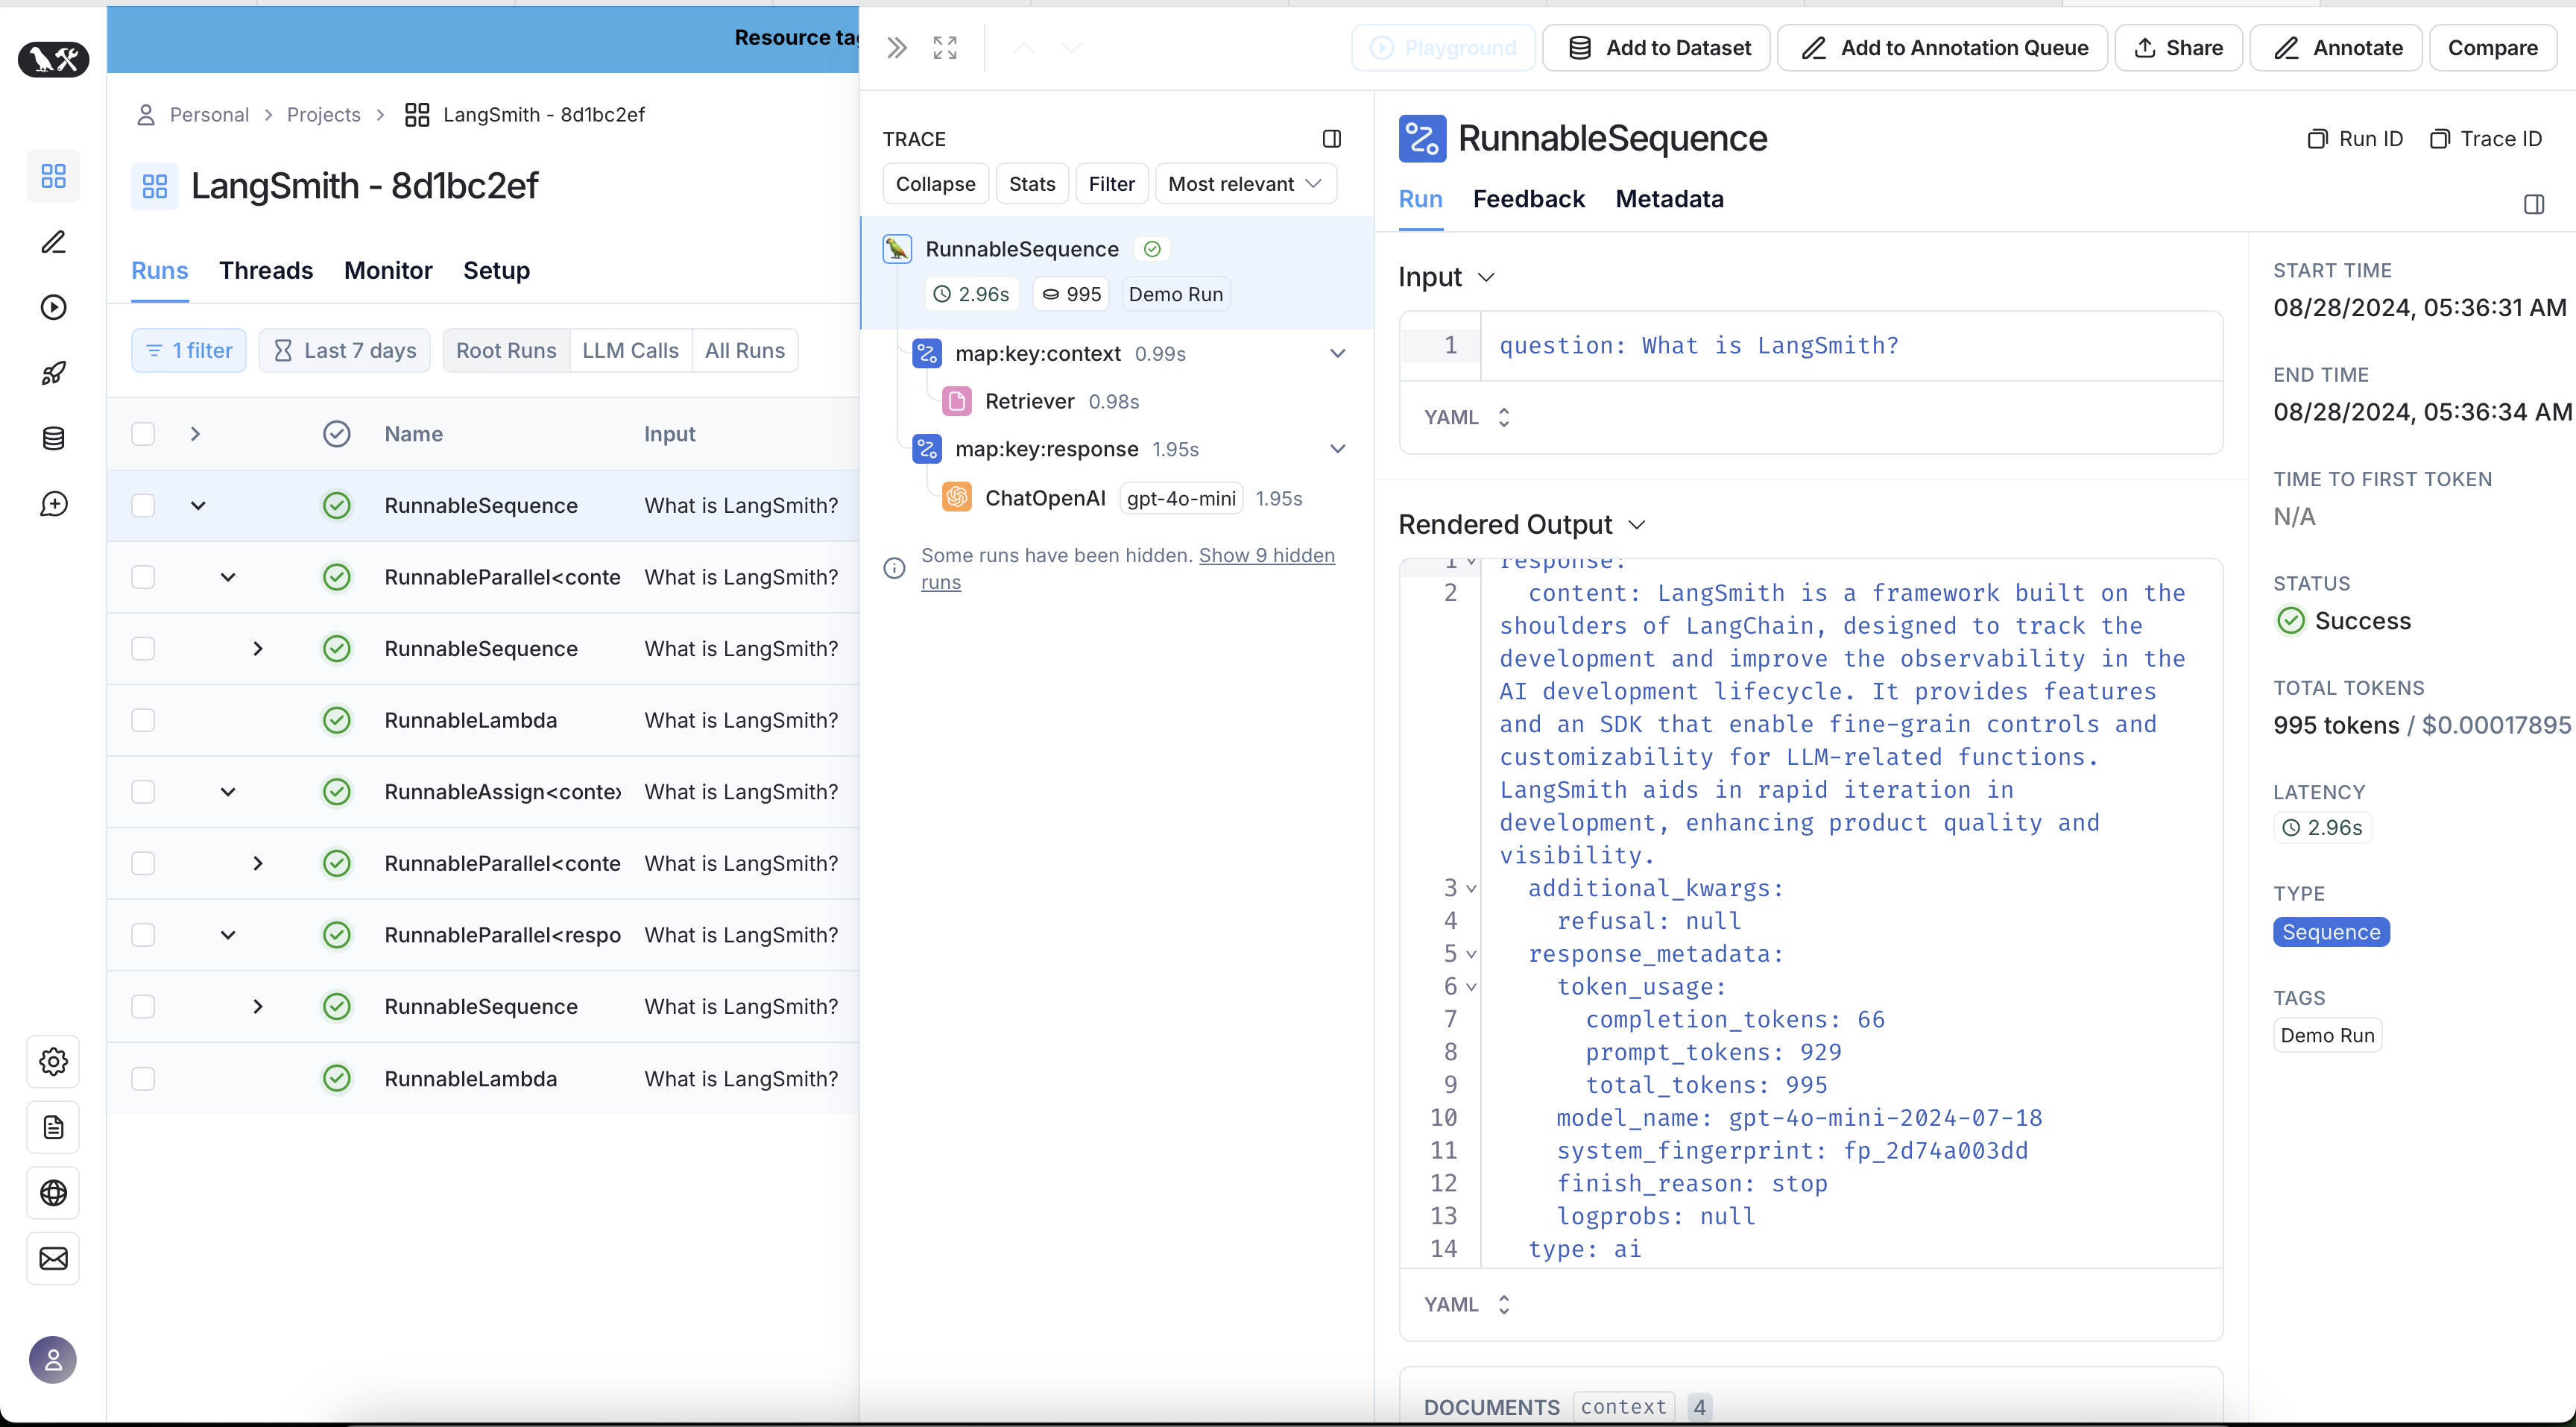 Resource ta
Personal > Projects > LangSmith - 8d1bc2ef
LangSmith - 8d1bc2ef
Runs Threads Monitor Setup
1 filter Last 7 days Root Runs LLM Calls All Runs
Name Input
RunnableSequence What is LangSmith?
RunnableParallel<conte What is LangSmith?
RunnableSequence What is LangSmith?
RunnableLambda What is LangSmith?
RunnableAssign<contex What is LangSmith?
RunnableParallel<conte What is LangSmith?
RunnableParallel<respo What is LangSmith?
RunnableSequence What is LangSmith?
RunnableLambda What is LangSmith?
Playground Add to Dataset Add to Annotation Queue Share Annotate Compare
TRACE
Collapse Stats Filter Most relevant
RunnableSequence
2.96s 995 Demo Run
map:key:context 0.99s
Retriever 0.98s
map:key:response 1.95s
ChatOpenAI gpt-4o-mini 1.95s
Some runs have been hidden. Show 9 hidden
runs
RunnableSequence Run ID Trace ID
Run Feedback Metadata
Input
1 question: What is LangSmith?
YAML
Rendered Output
1 response:
2 content: LangSmith is a framework built on the
shoulders of LangChain, designed to track the
development and improve the observability in the
AI development lifecycle. It provides features
and an SDK that enable fine-grain controls and
customizability for LLM-related functions.
LangSmith aids in rapid iteration in
development, enhancing product quality and
visibility.
3 additional_kwargs:
4 refusal: null
5 response_metadata:
6 token_usage:
7 completion_tokens: 66
8 prompt_tokens: 929
9 total_tokens: 995
10 model_name: gpt-4o-mini-2024-07-18
11 system_fingerprint: fp_2d74a003dd
12 finish_reason: stop
13 logprobs: null
14 type: ai
YAML
DOCUMENTS context 4
START TIME
08/28/2024, 05:36:31 AM
END TIME
08/28/2024, 05:36:34 AM
TIME TO FIRST TOKEN
N/A
STATUS
Success
TOTAL TOKENS
995 tokens / $0.00017895
LATENCY
2.96s
TYPE
Sequence
TAGS
Demo Run